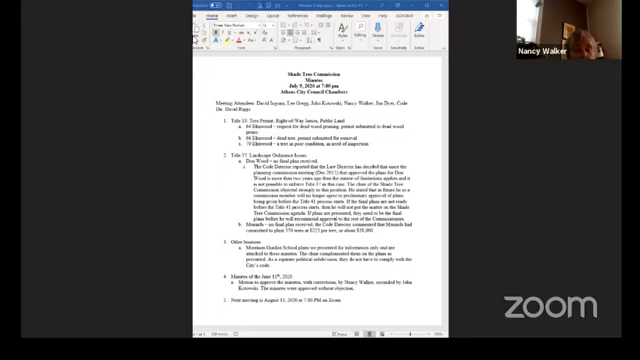 Home
Styles
Editing
Shade Tree Commission
Minutes
July 9, 2020 at 7:00 pm
Athens City Council Chambers
Meeting Attendees: David Ingram, Lee Gregg, John Kotowski, Nancy Walker, Jim Dyer, Code
Dir. David Riggs
1. Title 33: Tree Permit, Right-of-Way Issues, Public Land
a. 64 Elmwood – request for dead wood pruning, permit submitted to dead wood
prune.
b. 66 Elmwood – dead tree, permit submitted for removal
c. 70 Elmwood – a tree in poor condition, in need of inspection
2. Title 37: Landscape Ordinance Issues
a. Don Wood – no final plan received.
i. The Code Director reported that the Law Director has decided that since the
planning commission meeting (Dec 2017) that approved the plans for Don
Wood is more than two years ago then the statute of limitations applies and it
is not possible to enforce Title 37 in this case. The chair of the Shade Tree
Commission objected strongly to this position. He stated that in future he as a
commission member will no longer agree to preliminary approval of plans
being given before the Title 41 process starts. If the final plans are not ready
before the Title 41 process starts, then he will not put the matter on the Shade
Tree Commission agenda. If plans are presented, they need to be the final
plans before he will recommend approval to the rest of the Commissioners.
b. – no final plan received, the Code Director commented that Menards had
committed to plant 370 trees at $225 per tree, or about
3. Other business
a. Morrison Gordon School plans were presented for information only and are
attached to these minutes. The chair complimented them on the plans as
presented. As a separate political subdivision, they do not have to comply with the
City's code.
4. Minutes of the June 11th, 2020
a. Motion to approve the minutes, with corrections, by Nancy Walker, seconded by John
Kotowski. The minutes were approved without objection.
5. Next meeting is August 13, 2020 at 7:00 PM on Zoom
Nancy Walker
zoom